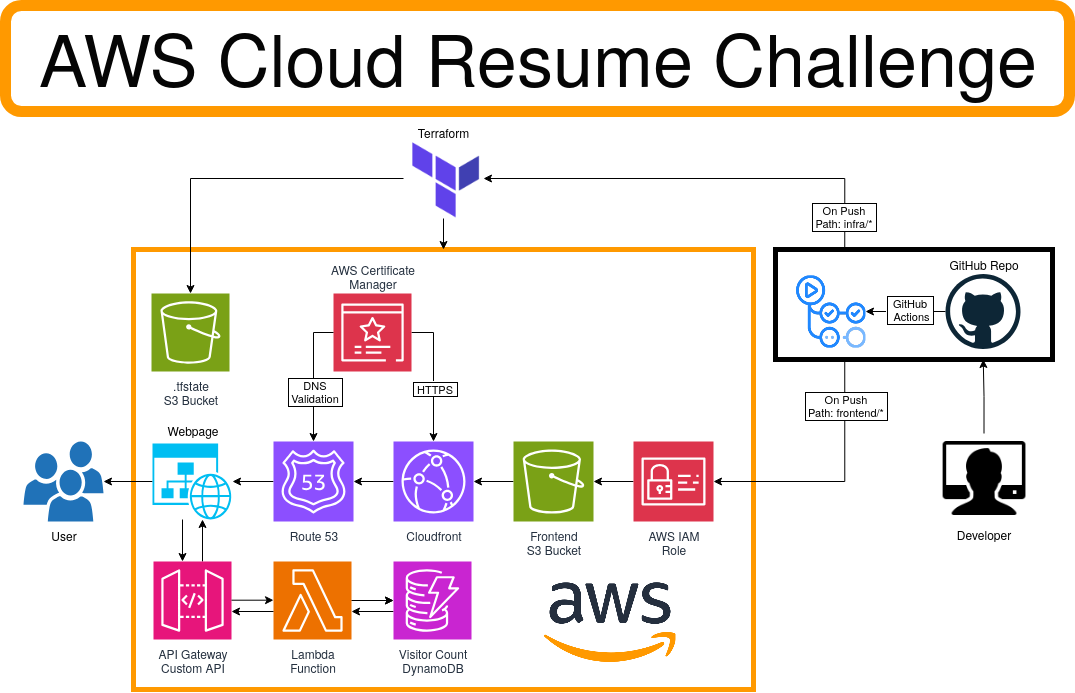 AWS Cloud Resume Challenge
Terraform
On Push
Path: infra/*
AWS Certificate
Manager
GitHub Repo
GitHub
Actions
.tfstate
S3 Bucket
DNS
Validation
HTTPS
On Push
Path: frontend/*
Webpage
53
User
Route 53
Cloudfront
Frontend
S3 Bucket
AWS IAM
Role
Developer
</>
aws
API Gateway
Custom API
Lambda
Function
Visitor Count
DynamoDB